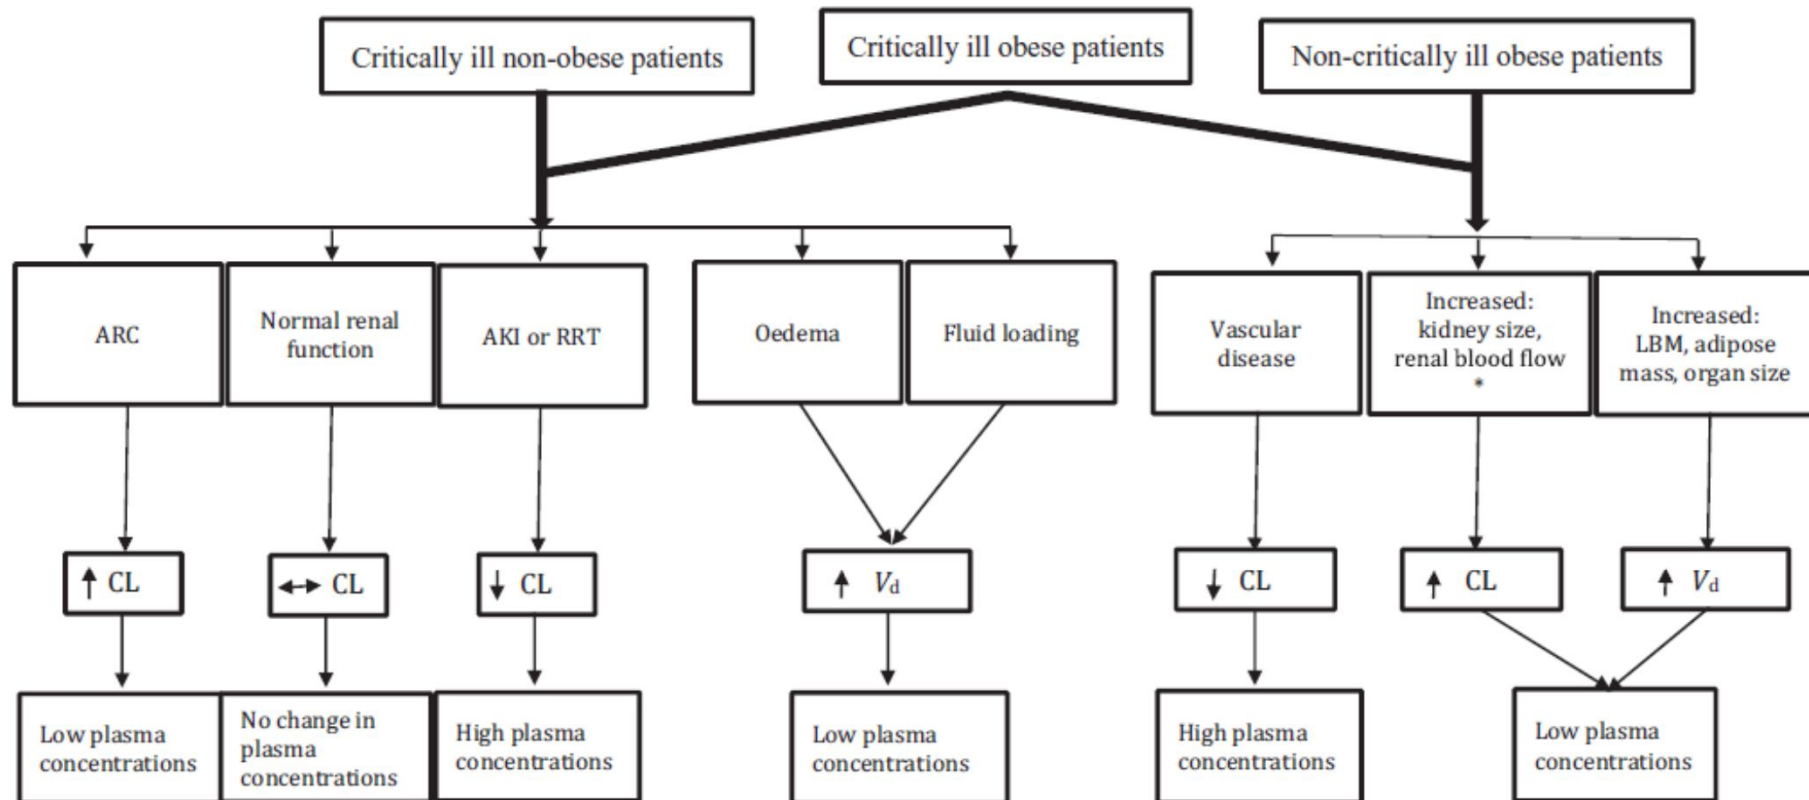 Critically ill non-obese patients
Critically ill obese patients
Non-critically ill obese patients
ARC
Normal renal
function
AKI or RRT
Oedema
Fluid loading
Vascular
disease
Increased:
kidney size,
renal blood flow
*
Increased:
LBM, adipose
mass, organ size
↑ CL
↔ CL
↓ CL
↑ Vd
↓ CL
↑ CL
↑ Vd
Low plasma
concentrations
No change in
plasma
concentrations
High plasma
concentrations
Low plasma
concentrations
High plasma
concentrations
Low plasma
concentrations